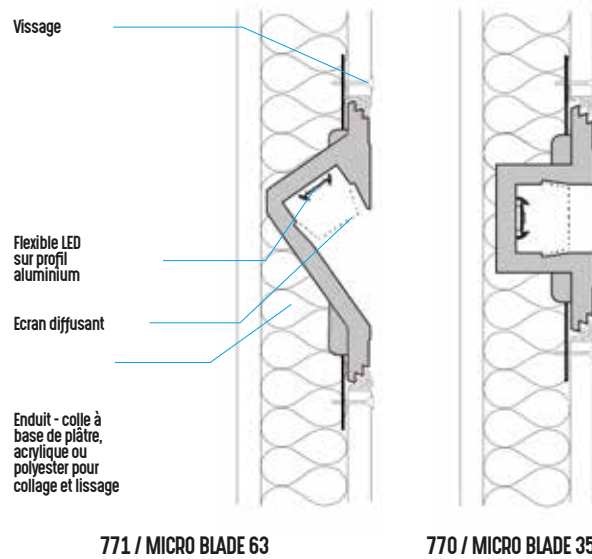 Vissage
Flexible LED
sur profil
aluminium
Ecran diffusant
Enduit - colle à
base de plâtre,
acrylique ou
polyester pour
collage et lissage
771 / MICRO BLADE 63
770 / MICRO BLADE 35